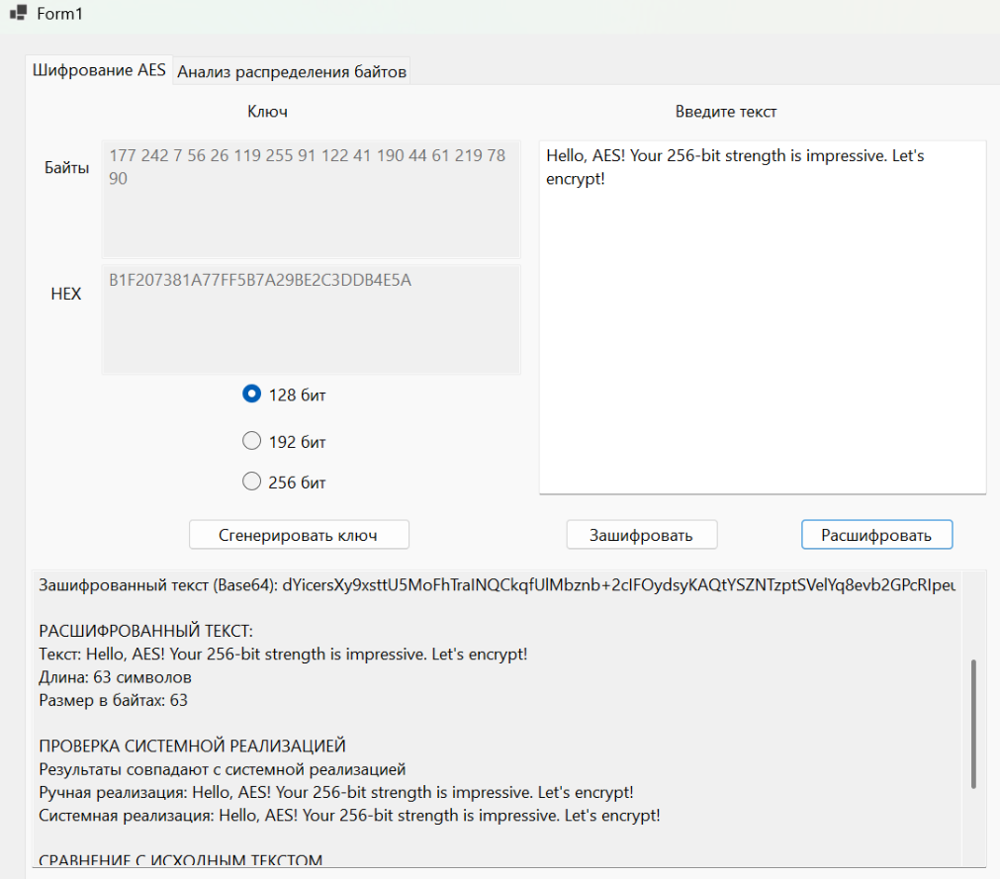 Form1
Шифрование AES
Анализ распределения байтов
Ключ
Введите текст
Байты
177 242 7 56 26 119 255 91 122 41 190 44 61 219 78
90
Hello, AES! Your 256-bit strength is impressive. Let's
encrypt!
HEX
B1F207381A77FF5B7A29BE2C3DDB4E5A
128 бит
192 бит
256 бит
Сгенерировать ключ
Зашифровать
Расшифровать
Зашифрованный текст (Base64): dYicersXy9xsttU5MoFhTraINQCkqfUlMbznb+2cIFOydsyKAQtYSZNTzptSVelYq8evb2GPcRIpeu
РАСШИФРОВАННЫЙ ТЕКСТ:
Текст: Hello, AES! Your 256-bit strength is impressive. Let's encrypt!
Длина: 63 символов
Размер в байтах: 63
ПРОВЕРКА СИСТЕМНОЙ РЕАЛИЗАЦИЕЙ
Результаты совпадают с системной реализацией
Ручная реализация: Hello, AES! Your 256-bit strength is impressive. Let's encrypt!
Системная реализация: Hello, AES! Your 256-bit strength is impressive. Let's encrypt!
СРАВНЕНИЕ С ИСХОДНЫМ ТЕКСТОМ